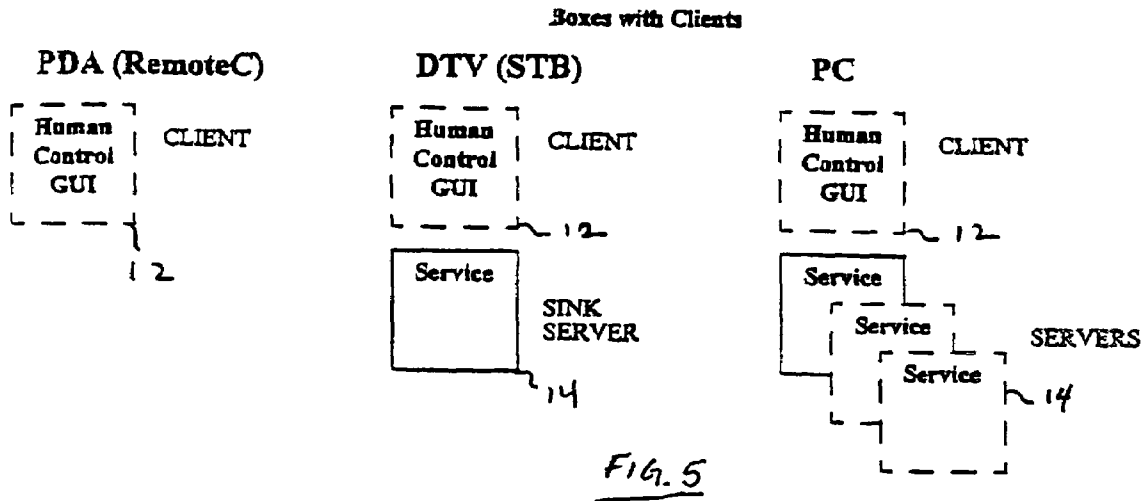 Boxes with Clients
PDA (RemoteC)
Human
Control
GUI
CLIENT
12
DTV (STB)
Human
Control
GUI
CLIENT
12
Service
SINK
SERVER
14
PC
Human
Control
GUI
CLIENT
12
Service
Service
Service
SERVERS
14
FIG. 5